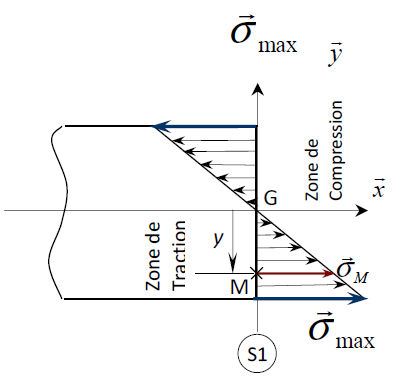 σ⃗ max
y⃗
Zone de
Compression
x⃗
G
Zone de
Traction
y
M
σ⃗ M
σ⃗ max
S1